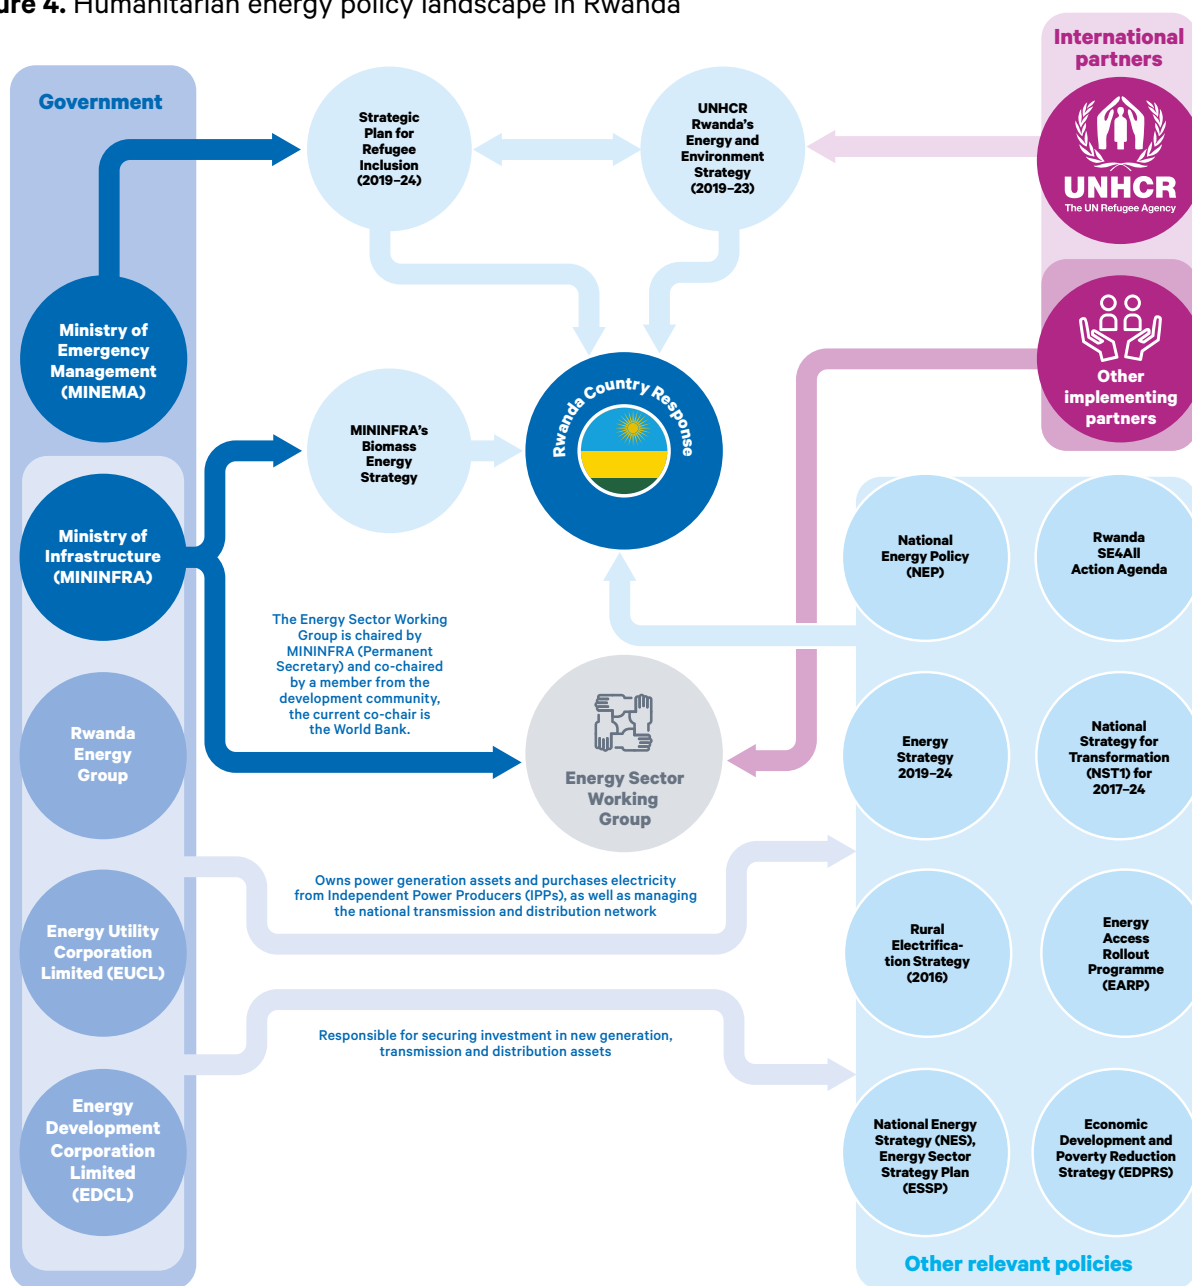 ure 4. Humanitarian energy policy landscape in Rwanda
International
partners
Government
UNHCR
The UN Refugee Agency
Strategic
Plan for
Refugee
Inclusion
(2019–24)
UNHCR
Rwanda's
Energy and
Environment
Strategy
(2019–23)
Ministry of
Emergency
Management
(MINEMA)
Other
implementing
partners
MININFRA's
Biomass
Energy
Strategy
Rwanda Country Response
Ministry of
Infrastructure
(MININFRA)
The Energy Sector Working
Group is chaired by
MININFRA (Permanent
Secretary) and co-chaired
by a member from the
development community,
the current co-chair is
the World Bank.
National
Energy Policy
(NEP)
Rwanda
SE4All
Action Agenda
Rwanda
Energy
Group
Energy Sector
Working
Group
Energy
Strategy
2019–24
National
Strategy for
Transformation
(NST1) for
2017–24
Owns power generation assets and purchases electricity
from Independent Power Producers (IPPs), as well as managing
the national transmission and distribution network
Energy Utility
Corporation
Limited (EUCL)
Rural
Electrifica-
tion Strategy
(2016)
Energy
Access
Rollout
Programme
(EARP)
Responsible for securing investment in new generation,
transmission and distribution assets
Energy
Development
Corporation
Limited
(EDCL)
National Energy
Strategy (NES),
Energy Sector
Strategy Plan
(ESSP)
Economic
Development and
Poverty Reduction
Strategy (EDPRS)
Other relevant policies